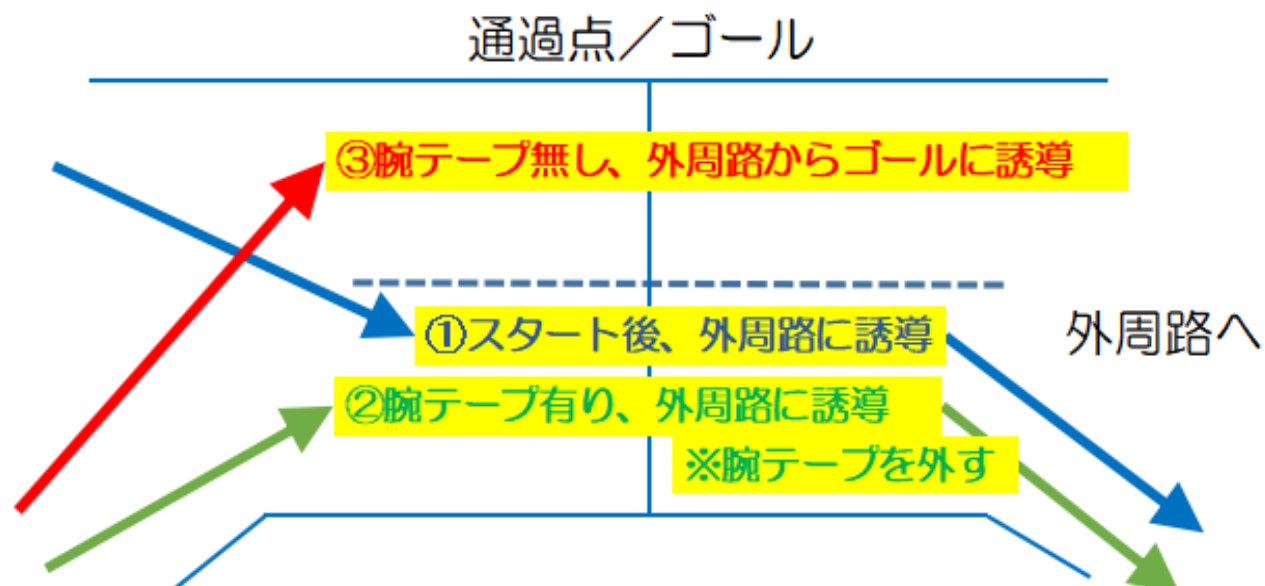 通過点／ゴール
③腕テープ無し、外周路からゴールに誘導
①スタート後、外周路に誘導
外周路へ
②腕テープ有り、外周路に誘導
※腕テープを外す